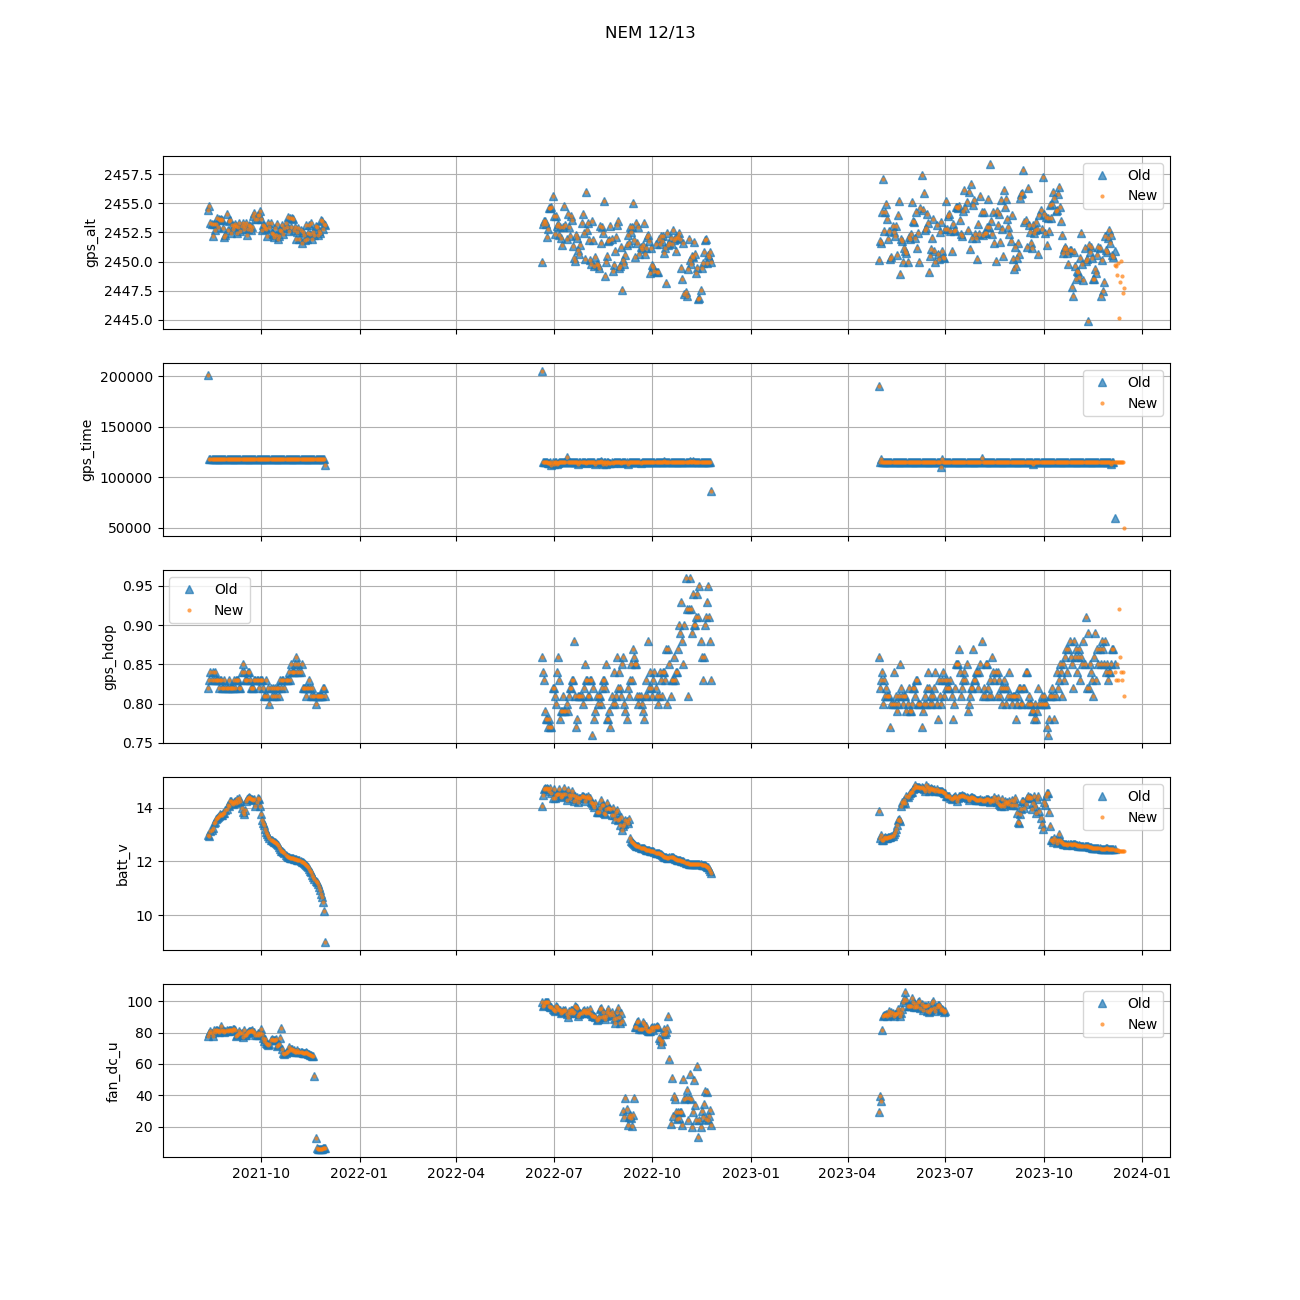 NEM 12/13
gps_alt
2457.5
2455.0
2452.5
2450.0
2447.5
2445.0
Old
New
gps_time
200000
150000
100000
50000
Old
New
gps_hdop
0.95
0.90
0.85
0.80
0.75
Old
New
batt_v
14
12
10
Old
New
fan_dc_u
100
80
60
40
20
Old
New
2021-10 2022-01 2022-04 2022-07 2022-10 2023-01 2023-04 2023-07 2023-10 2024-01